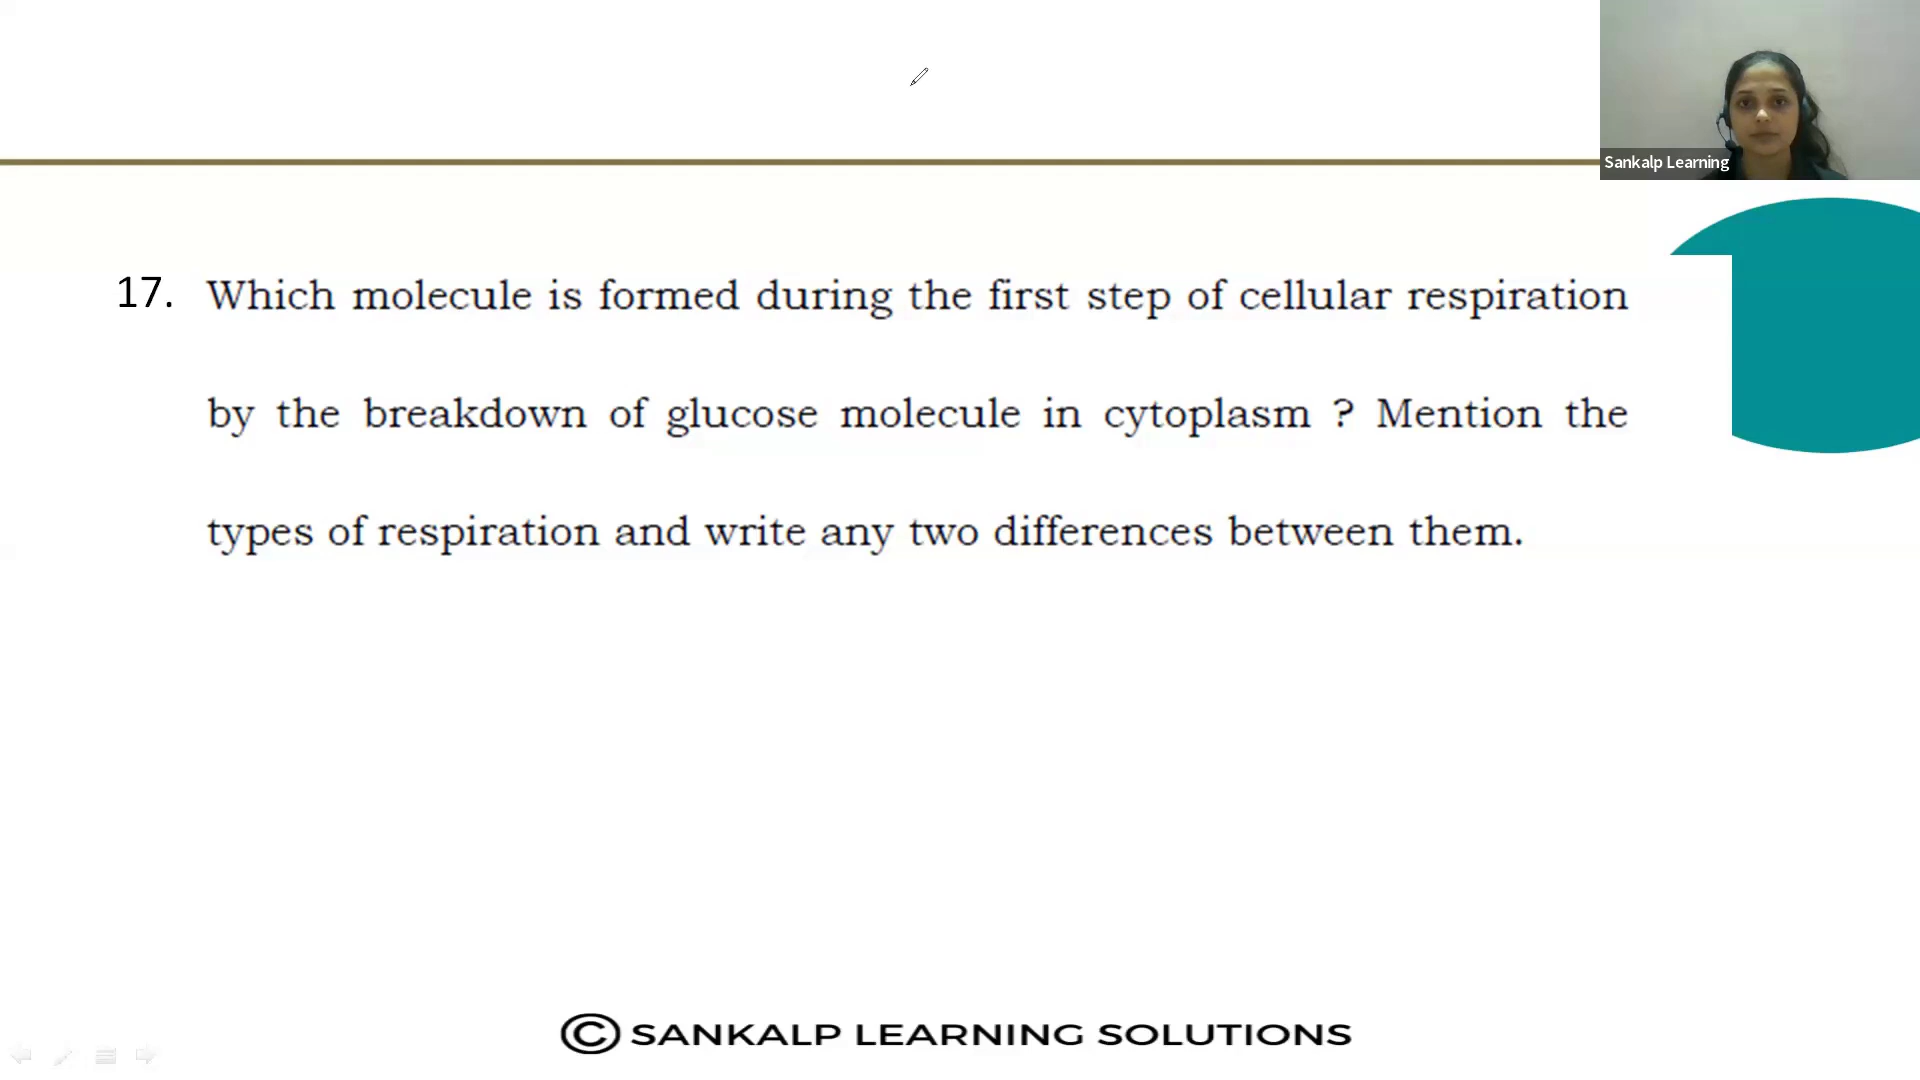 Sankalp Learning
17. Which molecule is formed during the first step of cellular respiration
by the breakdown of glucose molecule in cytoplasm ? Mention the
types of respiration and write any two differences between them.
© SANKALP LEARNING SOLUTIONS